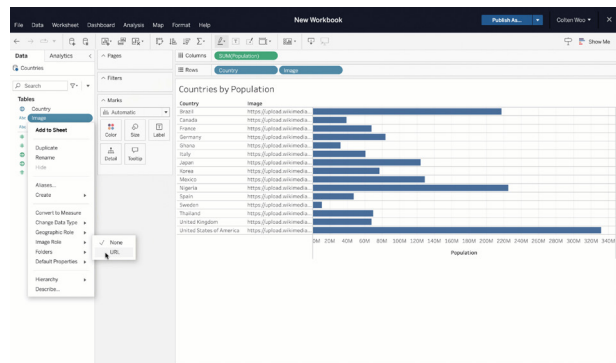 New Workbook
Publish As...
Colten Woo
File Data Worksheet Dashboard Analysis Map Format Help
Show Me
Data Analytics
Countries
Search
Tables
Country
Image
Add to Sheet
Duplicate
Rename
Hide
Aliases...
Create
Convert to Measure
Change Data Type
Geographic Role
Image Role
Folders
Default Properties
Hierarchy
Describe...
None
URL
Pages
Filters
Marks
Automatic
Color Size Label
Detail Tooltip
Columns SUM(Population)
Rows Country Image
Countries by Population
Country Image
Brazil https://upload.wikimedia...
Canada https://upload.wikimedia...
France https://upload.wikimedia...
Germany https://upload.wikimedia...
Ghana https://upload.wikimedia...
Italy https://upload.wikimedia...
Japan https://upload.wikimedia...
Korea https://upload.wikimedia...
Mexico https://upload.wikimedia...
Nigeria https://upload.wikimedia...
Spain https://upload.wikimedia...
Sweden https://upload.wikimedia...
Thailand https://upload.wikimedia...
United Kingdom https://upload.wikimedia...
United States of America https://upload.wikimedia...
0M 20M 40M 60M 80M 100M 120M 140M 160M 180M 200M 220M 240M 260M 280M 300M 320M 340M
Population